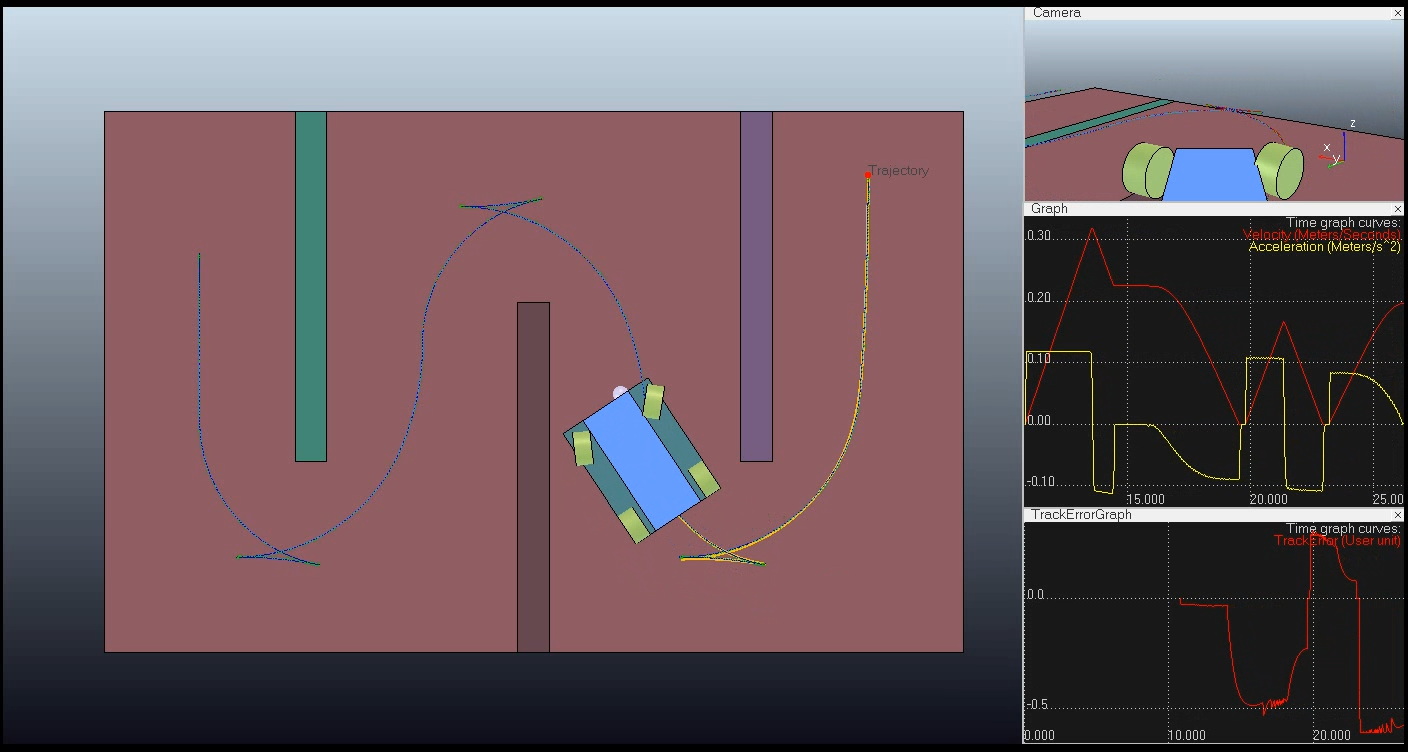 Trajectory
Camera
z
x
y
Graph
Time graph curves:
Velocity (Meters/Seconds)
Acceleration (Meters/s^2)
0.30
0.20
0.10
0.00
-0.10
15.000
20.000
25.00
TrackErrorGraph
Time graph curves:
TrackError (User unit)
0.0
-0.5
0.000
10.000
20.000